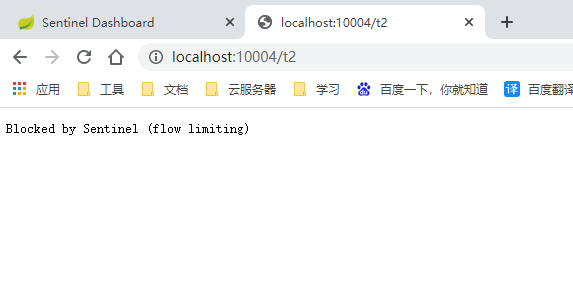 Sentinel Dashboard
localhost:10004/t2
localhost:10004/t2
应用 工具 文档 云服务器 学习 百度一下，你就知道 译 百度翻译
Blocked by Sentinel (flow limiting)